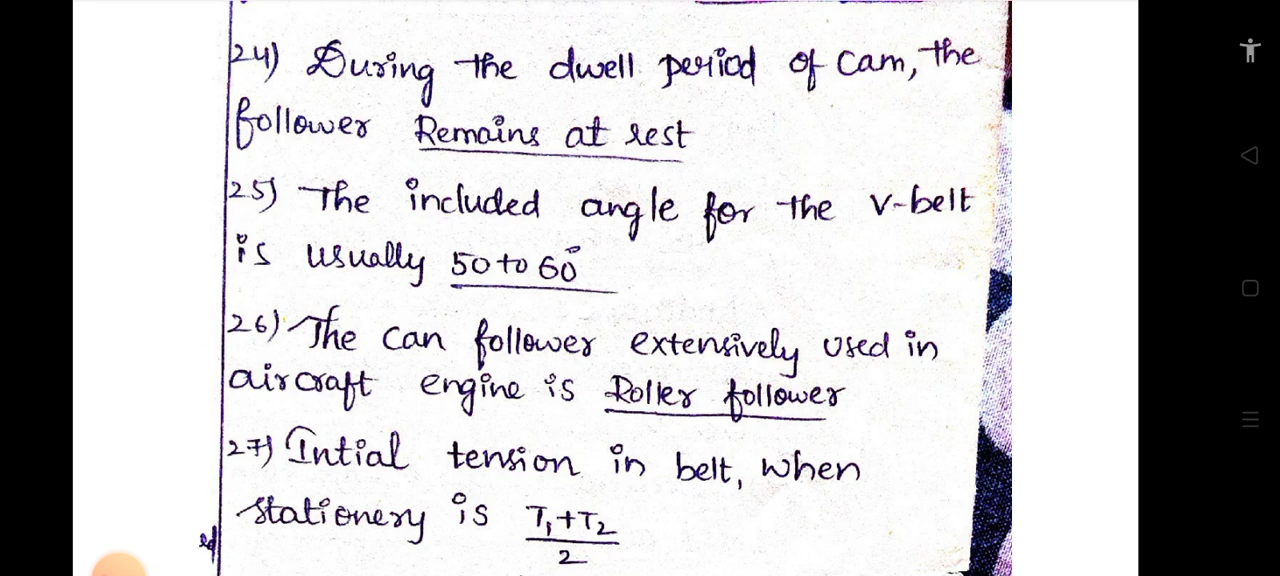 24) During the dwell period of cam, the
follower Remains at rest
25) The included angle for the v-belt
is usually 50 to 60°
26) The can follower extensively used in
aircraft engine is Roller follower
27) Intial tension in belt, when
stationery is T₁+T₂
2